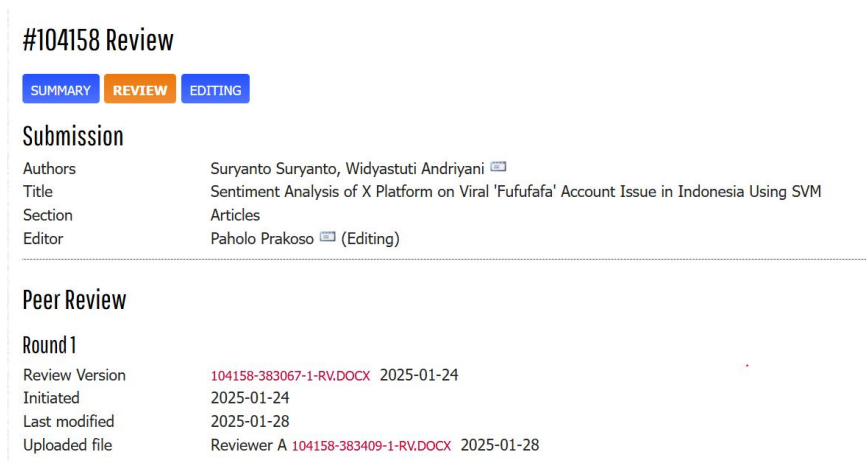 #104158 Review
SUMMARY REVIEW EDITING
Submission
Authors Suryanto Suryanto, Widyastuti Andriyani
Title Sentiment Analysis of X Platform on Viral 'Fufufafa' Account Issue in Indonesia Using SVM
Section Articles
Editor Paholo Prakoso (Editing)
Peer Review
Round 1
Review Version 104158-383067-1-RV.DOCX 2025-01-24
Initiated 2025-01-24
Last modified 2025-01-28
Uploaded file Reviewer A 104158-383409-1-RV.DOCX 2025-01-28